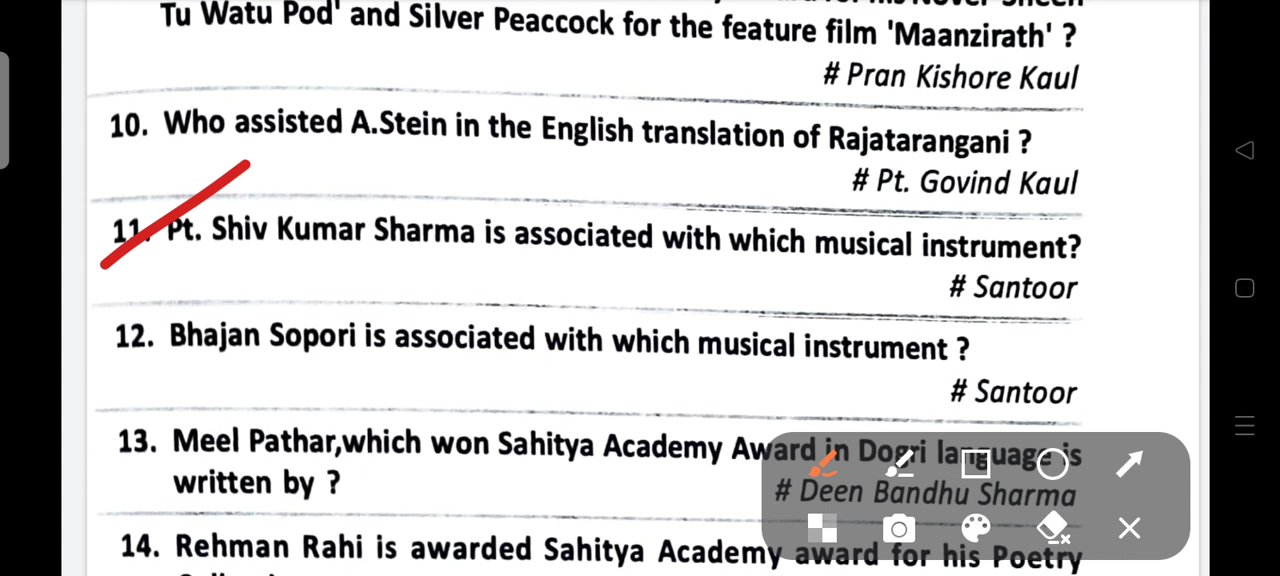 Tu Watu Pod' and Silver Peaccock for the feature film 'Maanzirath' ?
# Pran Kishore Kaul
10. Who assisted A.Stein in the English translation of Rajatarangani ?
# Pt. Govind Kaul
11. Pt. Shiv Kumar Sharma is associated with which musical instrument?
# Santoor
12. Bhajan Sopori is associated with which musical instrument ?
# Santoor
13. Meel Pathar,which won Sahitya Academy Award in Dogri language is
written by ?
# Deen Bandhu Sharma
14. Rehman Rahi is awarded Sahitya Academy award for his Poetry